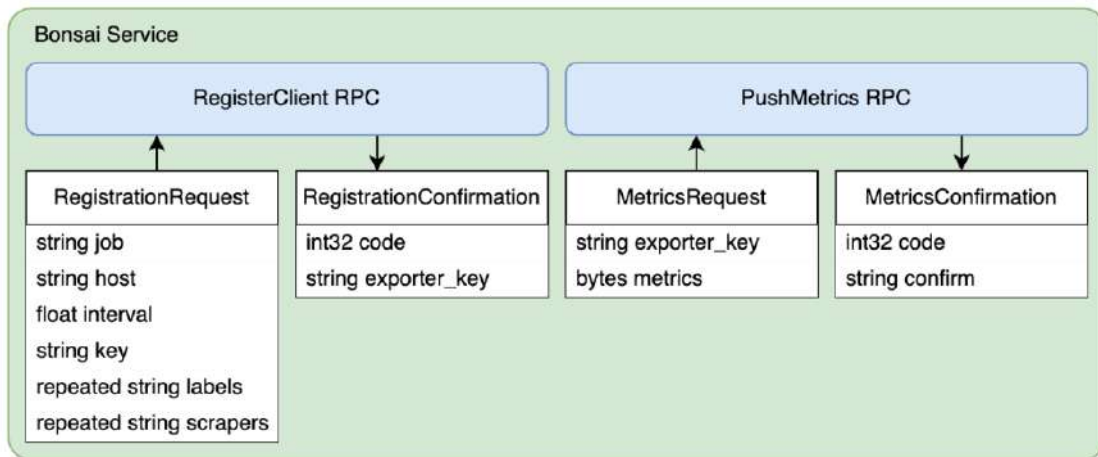 Bonsai Service
RegisterClient RPC
PushMetrics RPC
RegistrationRequest
string job
string host
float interval
string key
repeated string labels
repeated string scrapers
RegistrationConfirmation
int32 code
string exporter_key
MetricsRequest
string exporter_key
bytes metrics
MetricsConfirmation
int32 code
string confirm